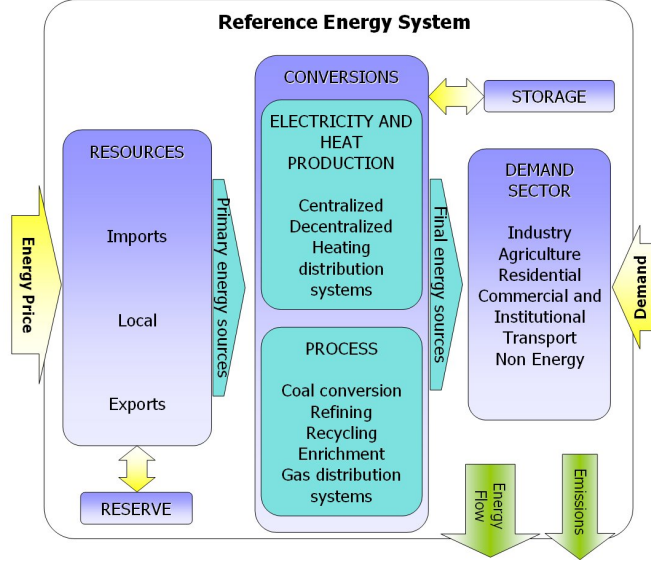 Reference Energy System
Energy Price
RESOURCES
Imports
Local
Exports
RESERVE
Primary energy sources
CONVERSIONS
ELECTRICITY AND
HEAT
PRODUCTION
Centralized
Decentralized
Heating
distribution
systems
PROCESS
Coal conversion
Refining
Recycling
Enrichment
Gas distribution
systems
STORAGE
Final energy sources
DEMAND
SECTOR
Industry
Agriculture
Residential
Commercial and
Institutional
Transport
Non Energy
Demand
Energy
Flow
Emissions